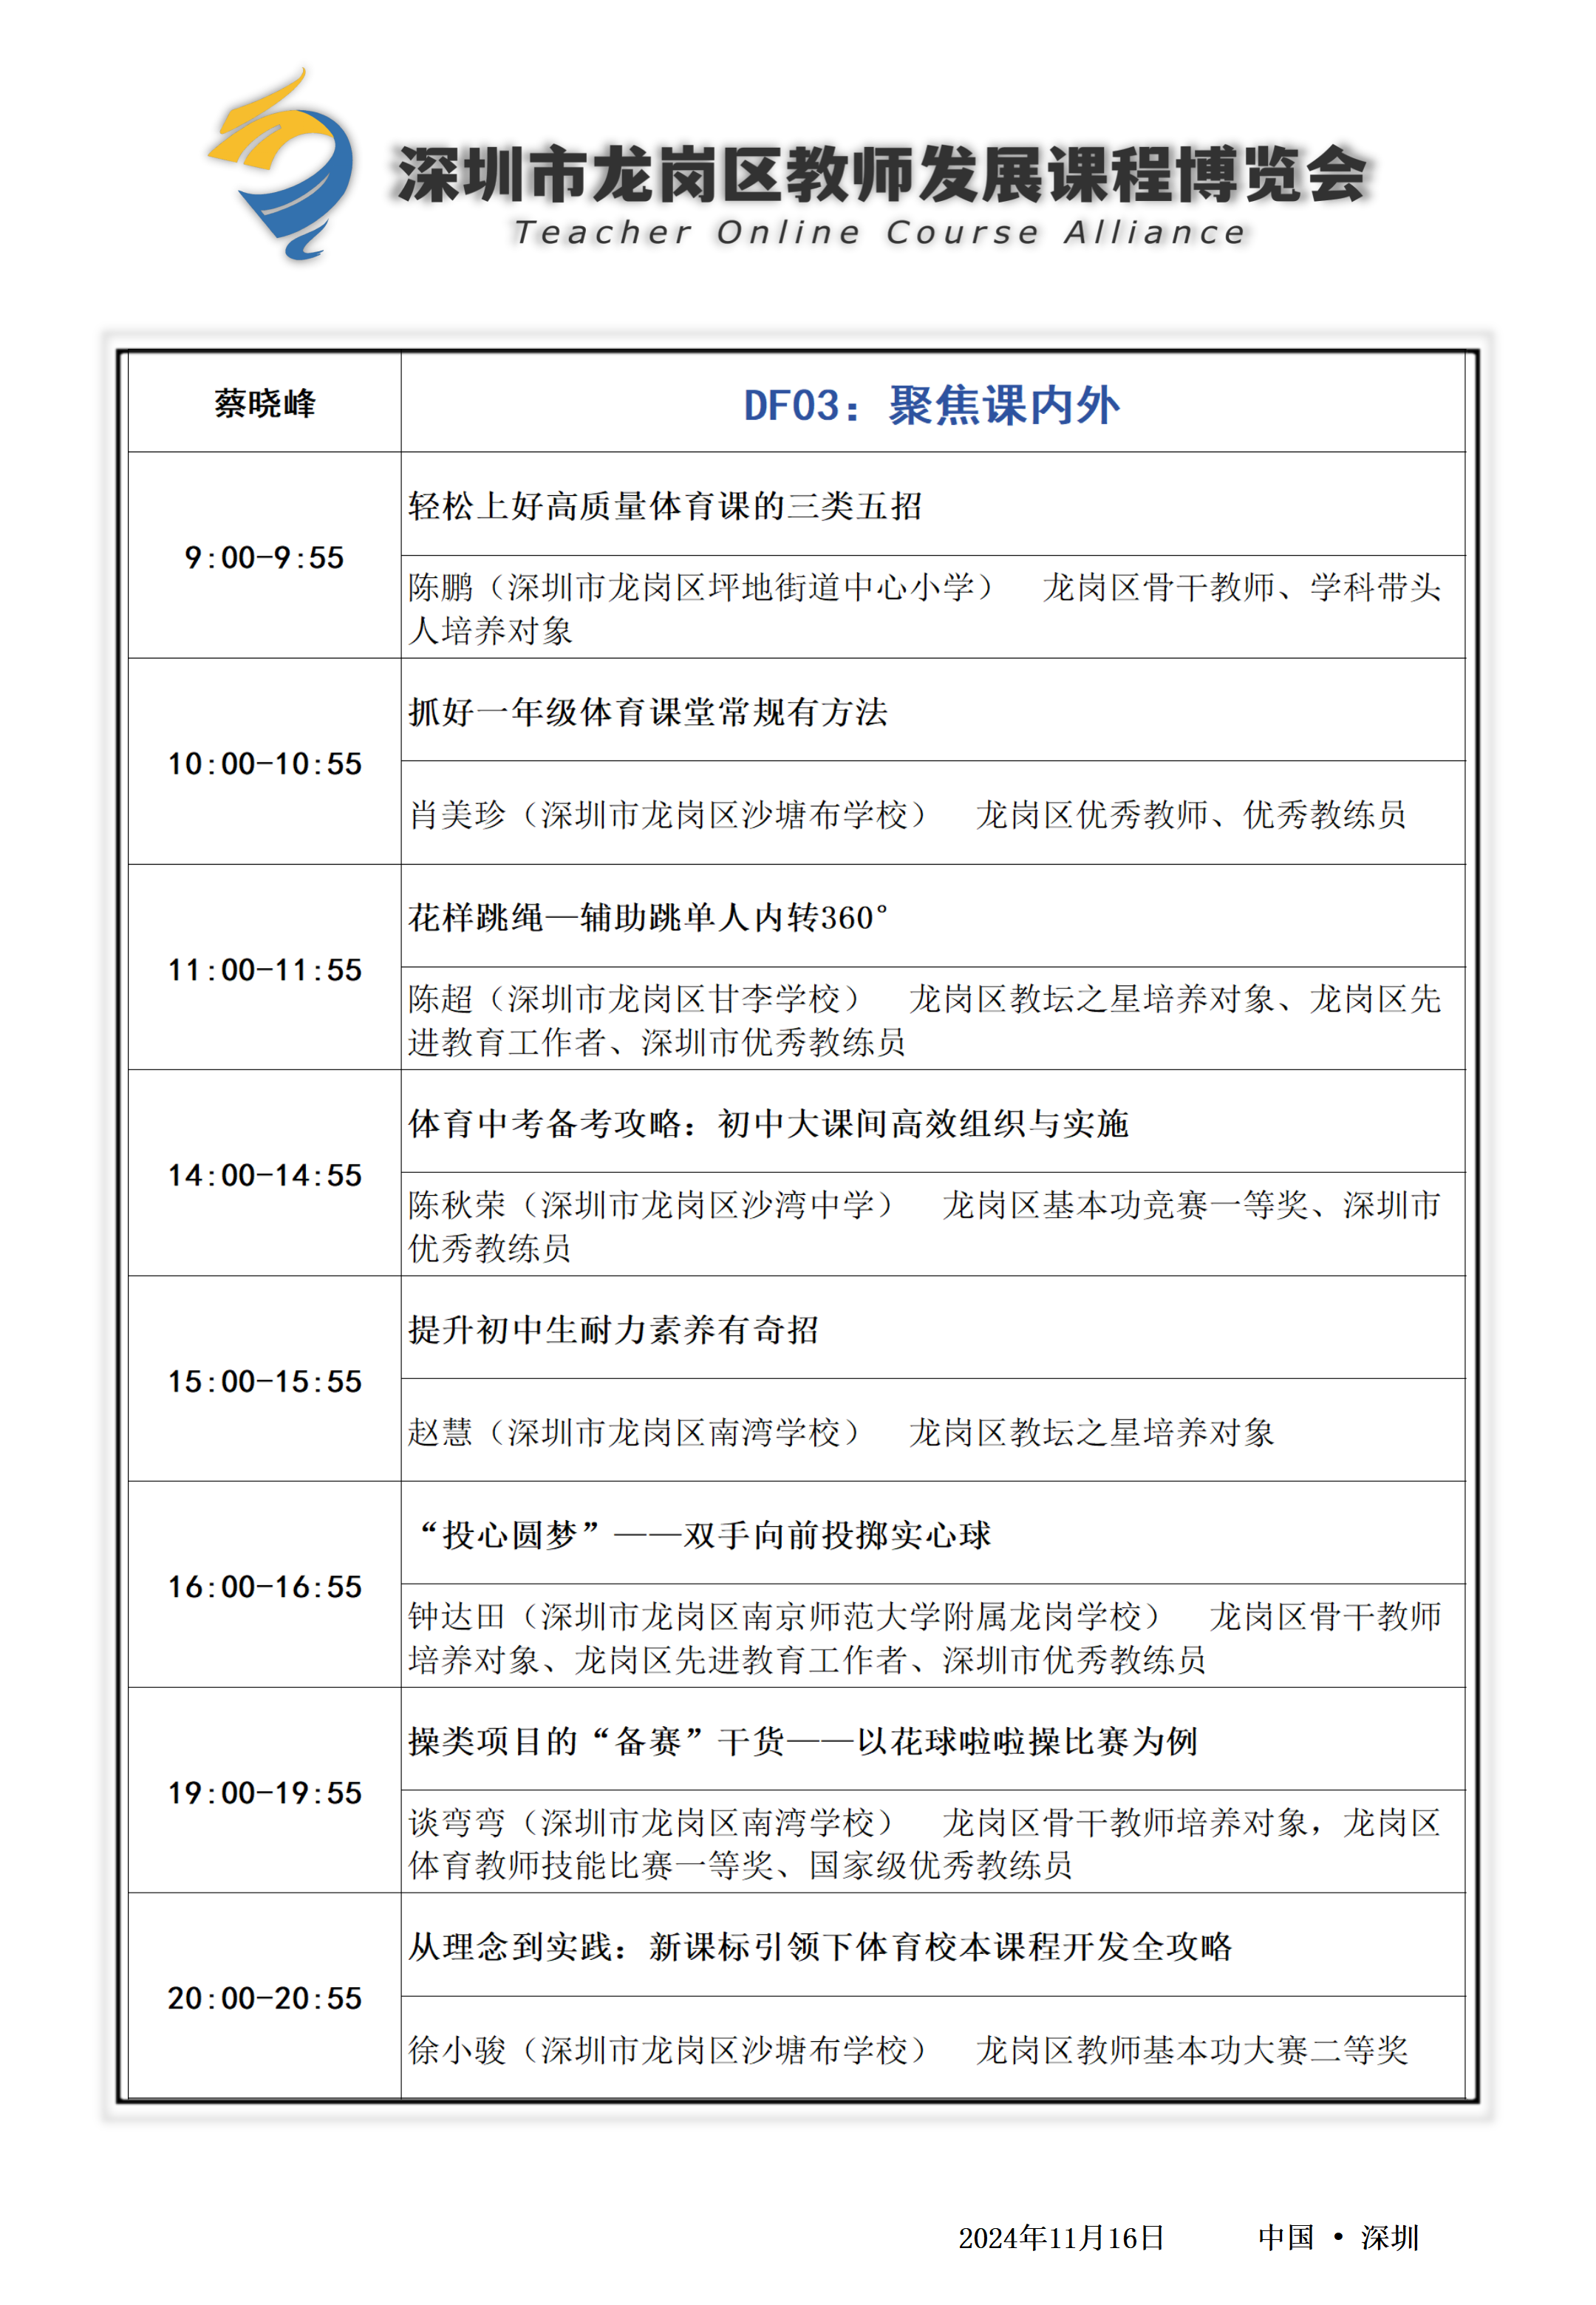 深圳市龙岗区教师发展课程博览会
Teacher Online Course Alliance
蔡晓峰
DF03：聚焦课内外
9:00-9:55
轻松上好高质量体育课的三类五招
陈鹏（深圳市龙岗区坪地街道中心小学） 龙岗区骨干教师、学科带头
人培养对象
10:00-10:55
抓好一年级体育课堂常规有方法
肖美珍（深圳市龙岗区沙塘布学校） 龙岗区优秀教师、优秀教练员
11:00-11:55
花样跳绳—辅助跳单人内转360°
陈超（深圳市龙岗区甘李学校） 龙岗区教坛之星培养对象、龙岗区先
进教育工作者、深圳市优秀教练员
14:00-14:55
体育中考备考攻略：初中大课间高效组织与实施
陈秋荣（深圳市龙岗区沙湾中学） 龙岗区基本功竞赛一等奖、深圳市
优秀教练员
15:00-15:55
提升初中生耐力素养有奇招
赵慧（深圳市龙岗区南湾学校） 龙岗区教坛之星培养对象
16:00-16:55
“投心圆梦”——双手向前投掷实心球
钟达田（深圳市龙岗区南京师范大学附属龙岗学校） 龙岗区骨干教师
培养对象、龙岗区先进教育工作者、深圳市优秀教练员
19:00-19:55
操类项目的“备赛”干货——以花球啦啦操比赛为例
谈弯弯（深圳市龙岗区南湾学校） 龙岗区骨干教师培养对象，龙岗区
体育教师技能比赛一等奖、国家级优秀教练员
20:00-20:55
从理念到实践：新课标引领下体育校本课程开发全攻略
徐小骏（深圳市龙岗区沙塘布学校） 龙岗区教师基本功大赛二等奖
2024年11月16日 中国 • 深圳